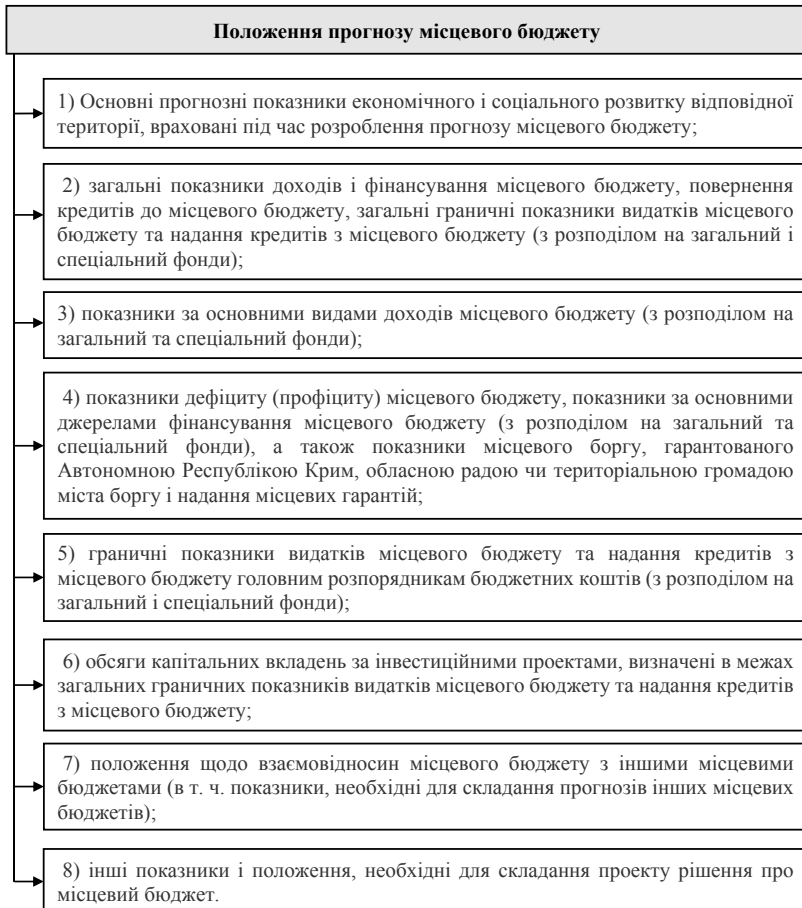 Положення прогнозу місцевого бюджету
1) Основні прогнозні показники економічного і соціального розвитку відповідної
території, враховані під час розроблення прогнозу місцевого бюджету;
2) загальні показники доходів і фінансування місцевого бюджету, повернення
кредитів до місцевого бюджету, загальні граничні показники видатків місцевого
бюджету та надання кредитів з місцевого бюджету (з розподілом на загальний і
спеціальний фонди);
3) показники за основними видами доходів місцевого бюджету (з розподілом на
загальний та спеціальний фонди);
4) показники дефіциту (профіциту) місцевого бюджету, показники за основними
джерелами фінансування місцевого бюджету (з розподілом на загальний та
спеціальний фонди), а також показники місцевого боргу, гарантованого
Автономною Республікою Крим, обласною радою чи територіальною громадою
міста боргу і надання місцевих гарантій;
5) граничні показники видатків місцевого бюджету та надання кредитів з
місцевого бюджету головним розпорядникам бюджетних коштів (з розподілом на
загальний і спеціальний фонди);
6) обсяги капітальних вкладень за інвестиційними проектами, визначені в межах
загальних граничних показників видатків місцевого бюджету та надання кредитів
з місцевого бюджету;
7) положення щодо взаємовідносин місцевого бюджету з іншими місцевими
бюджетами (в т. ч. показники, необхідні для складання прогнозів інших місцевих
бюджетів);
8) інші показники і положення, необхідні для складання проекту рішення про
місцевий бюджет.